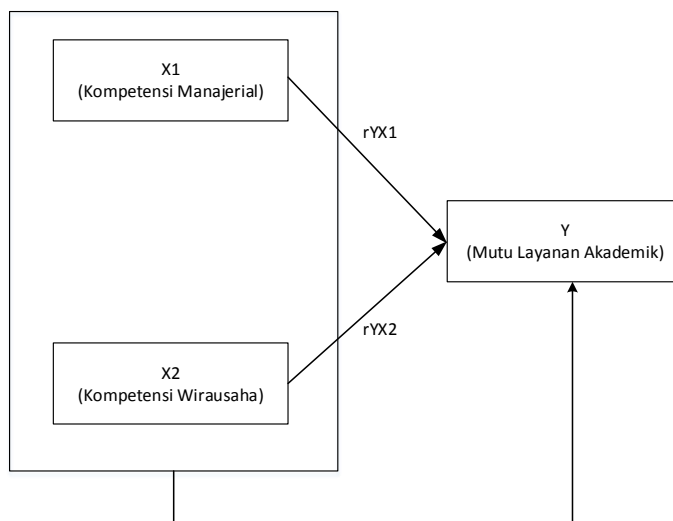 X1
(Kompetensi Manajerial)
rYX1
Y
(Mutu Layanan Akademik)
rYX2
X2
(Kompetensi Wirausaha)